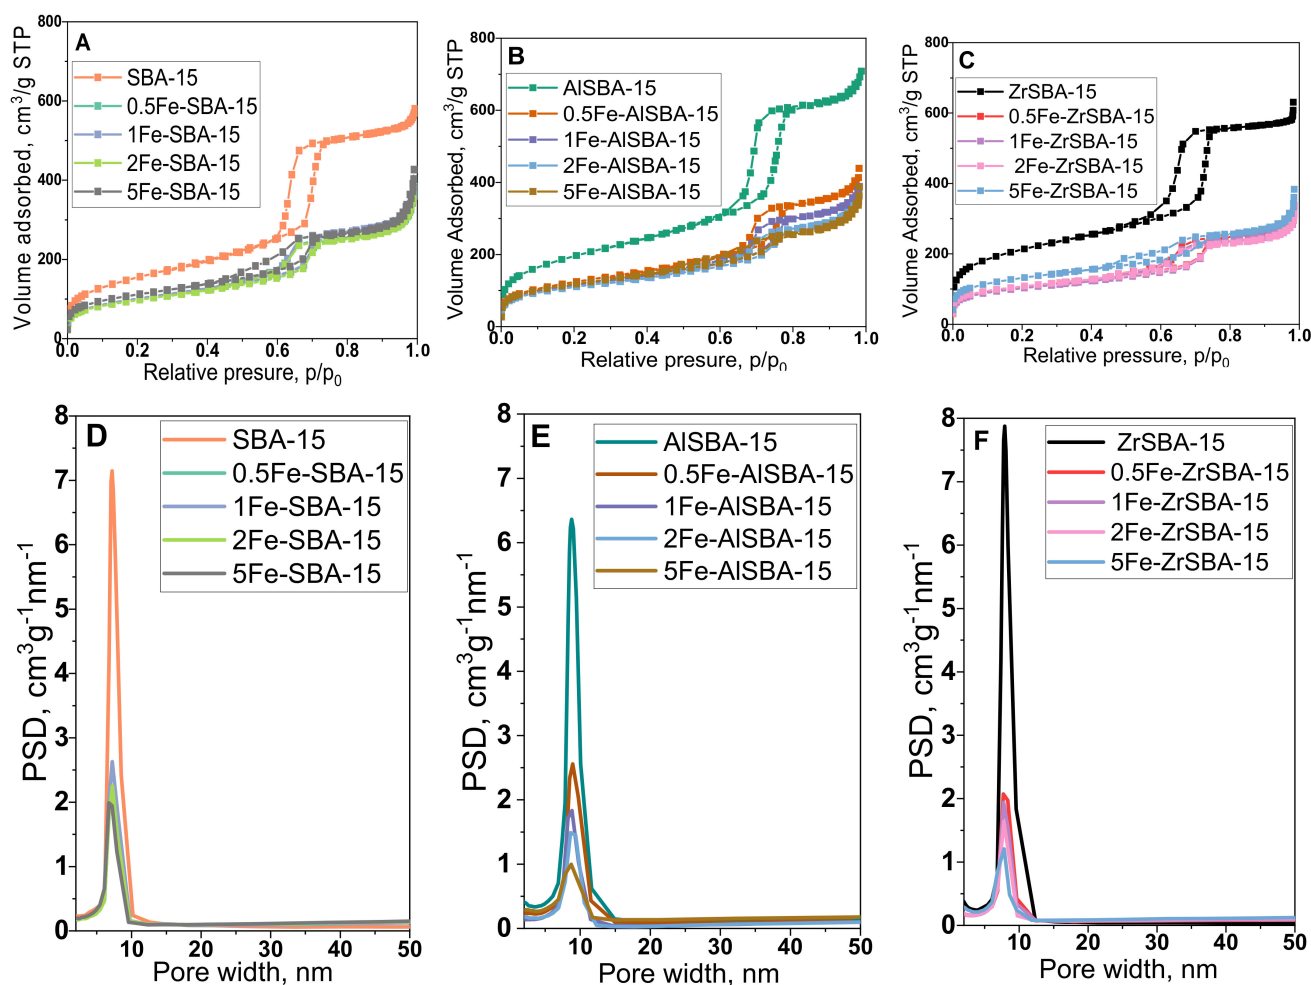 A
800
600
400
200
0
Volume adsorbed, cm³/g STP
SBA-15
0.5Fe-SBA-15
1Fe-SBA-15
2Fe-SBA-15
5Fe-SBA-15
0.0 0.2 0.4 0.6 0.8 1.0
Relative presure, p/p₀
B
800
600
400
200
0
Volume Adsorbed, cm³/g STP
AlSBA-15
0.5Fe-AlSBA-15
1Fe-AlSBA-15
2Fe-AlSBA-15
5Fe-AlSBA-15
0.0 0.2 0.4 0.6 0.8 1.0
Relative presure, p/p₀
C
800
600
400
200
0
Volume Adsorbed, cm³/g STP
ZrSBA-15
0.5Fe-ZrSBA-15
1Fe-ZrSBA-15
2Fe-ZrSBA-15
5Fe-ZrSBA-15
0.0 0.2 0.4 0.6 0.8 1.0
Relative pressure, p/p₀
D
8
7
6
5
4
3
2
1
0
PSD, cm³g⁻¹nm⁻¹
SBA-15
0.5Fe-SBA-15
1Fe-SBA-15
2Fe-SBA-15
5Fe-SBA-15
10 20 30 40 50
Pore width, nm
E
8
7
6
5
4
3
2
1
0
PSD, cm³g⁻¹nm⁻¹
AlSBA-15
0.5Fe-AlSBA-15
1Fe-AlSBA-15
2Fe-AlSBA-15
5Fe-AlSBA-15
10 20 30 40 50
Pore width, nm
F
8
7
6
5
4
3
2
1
0
PSD, cm³g⁻¹nm⁻¹
ZrSBA-15
0.5Fe-ZrSBA-15
1Fe-ZrSBA-15
2Fe-ZrSBA-15
5Fe-ZrSBA-15
10 20 30 40 50
Pore width, nm